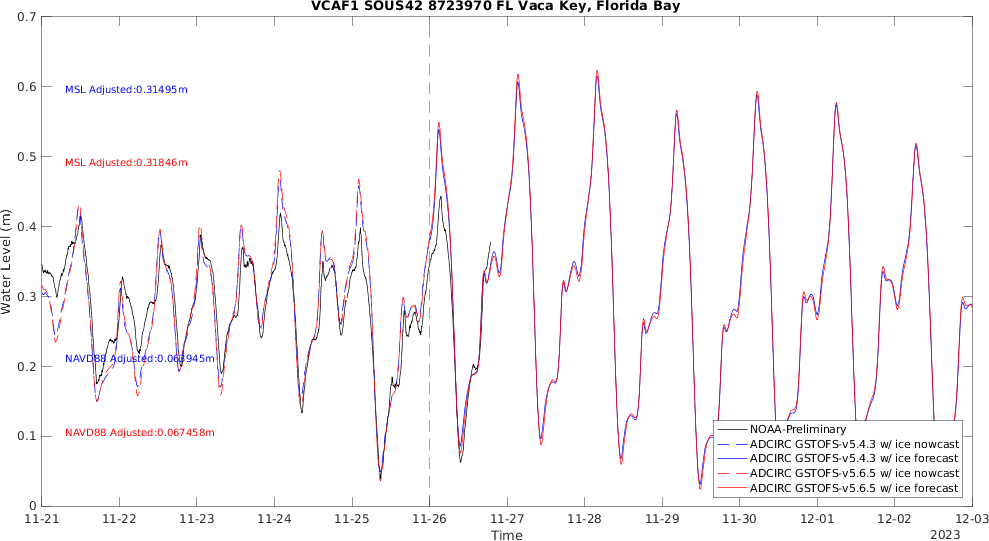 VCAF1 SOUS42 8723970 FL Vaca Key, Florida Bay
0.7
0.6
0.5
0.4
0.3
0.2
0.1
0
Water Level (m)
MSL Adjusted:0.31495m
MSL Adjusted:0.31846m
NAVD88 Adjusted:0.063945m
NAVD88 Adjusted:0.067458m
NOAA-Preliminary
ADCIRC GSTOFS-v5.4.3 w/ ice nowcast
ADCIRC GSTOFS-v5.4.3 w/ ice forecast
ADCIRC GSTOFS-v5.6.5 w/ ice nowcast
ADCIRC GSTOFS-v5.6.5 w/ ice forecast
11-21 11-22 11-23 11-24 11-25 11-26 11-27 11-28 11-29 11-30 12-01 12-02 12-03
Time
2023